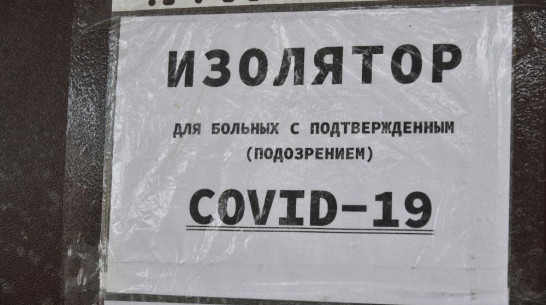 ИЗОЛЯТОР
ДЛЯ БОЛЬНЫХ С ПОДТВЕРЖДЕННЫМ
(ПОДОЗРЕНИЕМ)
COVID-19